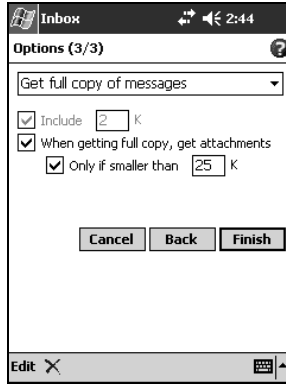 Inbox 2:44
Options (3/3)
Get full copy of messages
Include 2 K
When getting full copy, get attachments
Only if smaller than 25 K
Cancel Back Finish
Edit